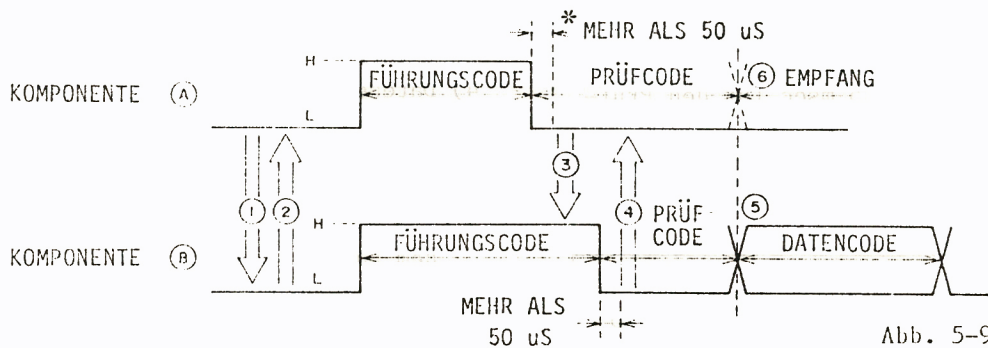 * MEHR ALS 50 uS
H
FÜHRUNGSCODE
PRÜFCODE
⑥ EMPFANG
KOMPONENTE Ⓐ
L
① ② ③ ④
H
FÜHRUNGSCODE
PRÜF-
CODE
⑤
DATENCODE
KOMPONENTE Ⓑ
L
MEHR ALS
50 uS
Abb. 5-9